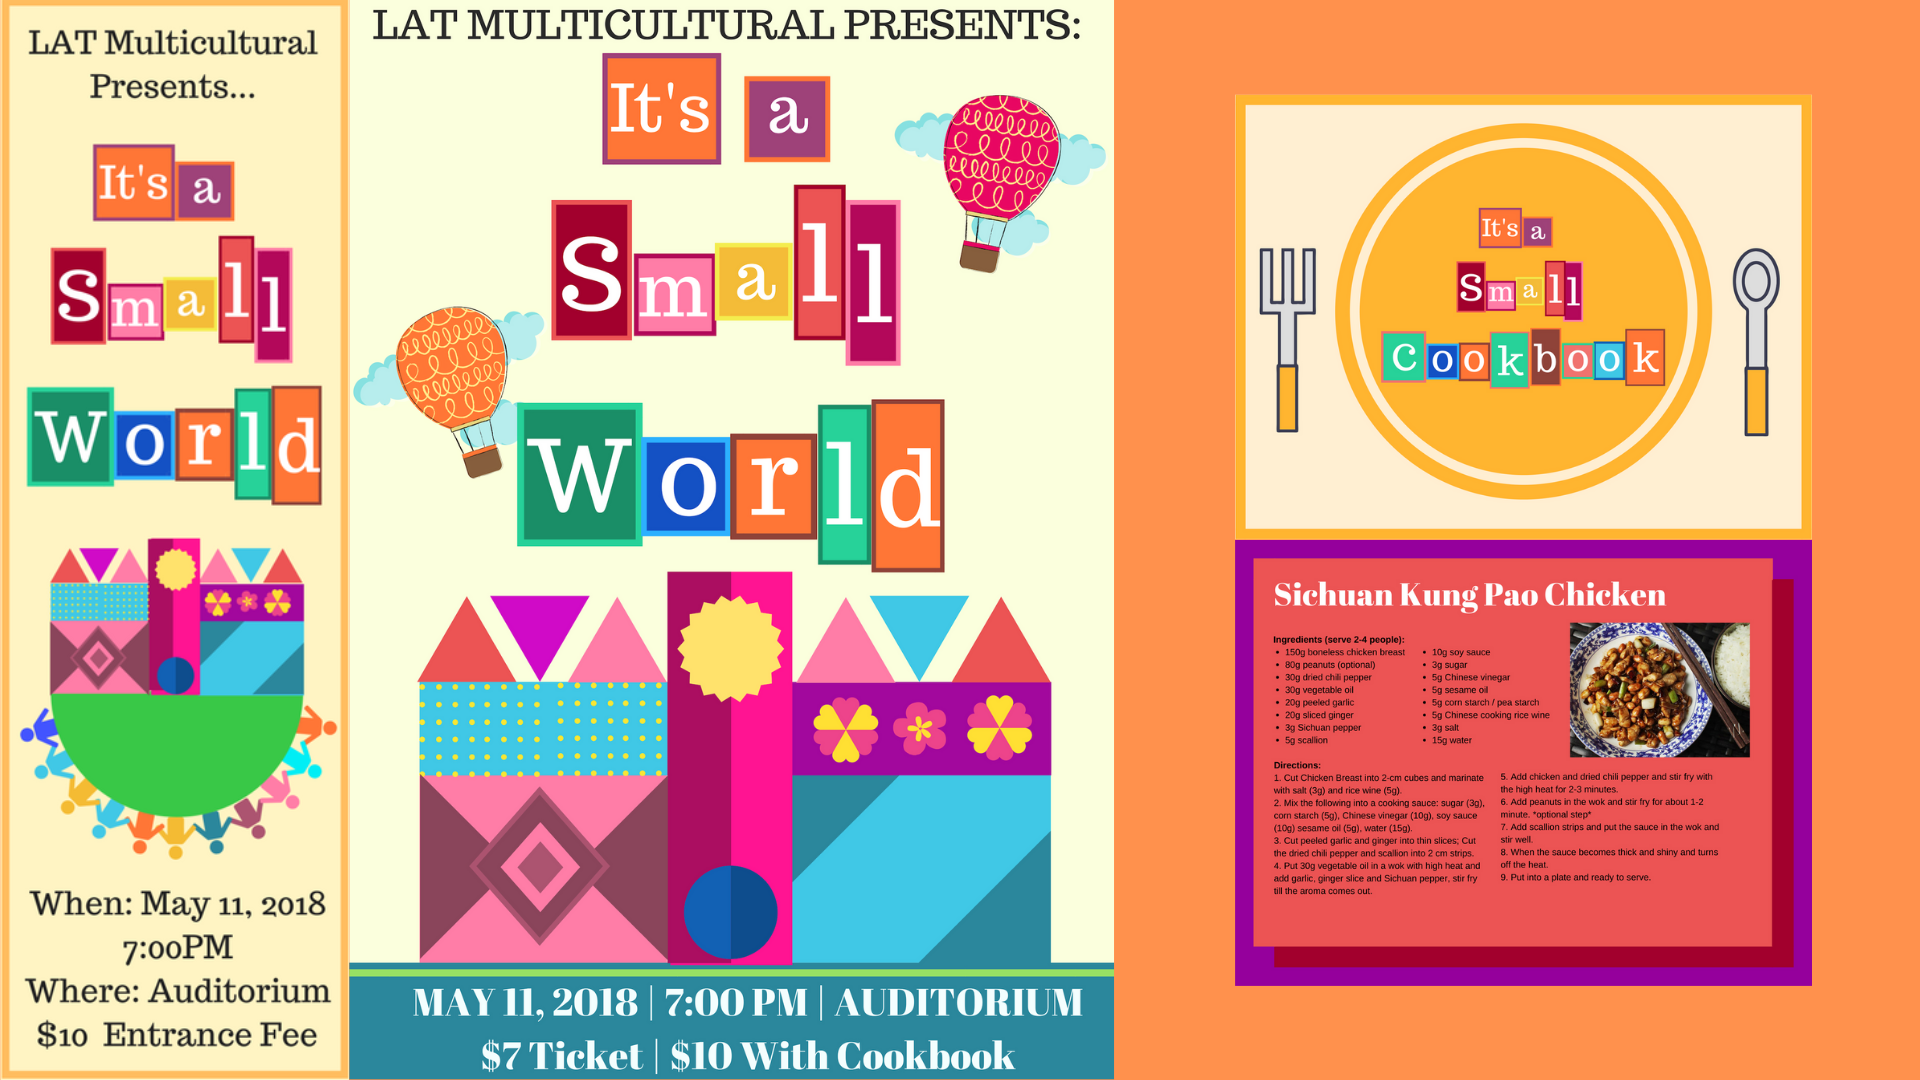 LAT Multicultural
Presents...
It's a
Small
World
When: May 11, 2018
7:00PM
Where: Auditorium
$10 Entrance Fee
LAT MULTICULTURAL PRESENTS:
It's a
Small
World
MAY 11, 2018 | 7:00 PM | AUDITORIUM
$7 Ticket | $10 With Cookbook
It's a
Small
Cookbook
Sichuan Kung Pao Chicken
Ingredients (serve 2-4 people):
• 150g boneless chicken breast
• 80g peanuts (optional)
• 30g dried chili pepper
• 30g vegetable oil
• 20g peeled garlic
• 20g sliced ginger
• 3g Sichuan pepper
• 5g scallion
• 10g soy sauce
• 3g sugar
• 5g Chinese vinegar
• 5g sesame oil
• 5g corn starch / pea starch
• 5g Chinese cooking rice wine
• 3g salt
• 15g water
Directions:
1. Cut Chicken Breast into 2-cm cubes and marinate
with salt (3g) and rice wine (5g).
2. Mix the following into a cooking sauce: sugar (3g),
corn starch (5g), Chinese vinegar (10g), soy sauce
(10g) sesame oil (5g), water (15g).
3. Cut peeled garlic and ginger into thin slices; Cut
the dried chili pepper and scallion into 2 cm strips.
4. Put 30g vegetable oil in a wok with high heat and
add garlic, ginger slice and Sichuan pepper, stir fry
till the aroma comes out.
5. Add chicken and dried chili pepper and stir fry with
the high heat for 2-3 minutes.
6. Add peanuts in the wok and stir fry for about 1-2
minute. *optional step*
7. Add scallion strips and put the sauce in the wok and
stir well.
8. When the sauce becomes thick and shiny and turns
off the heat.
9. Put into a plate and ready to serve.